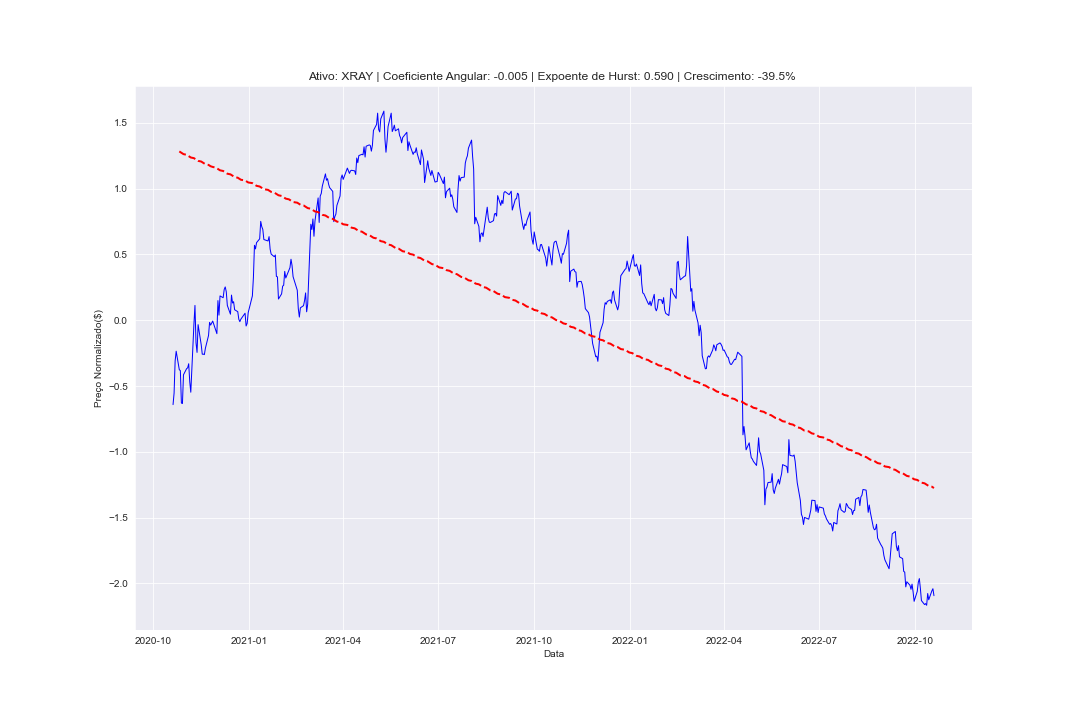 Ativo: XRAY | Coeficiente Angular: -0.005 | Expoente de Hurst: 0.590 | Crescimento: -39.5%
Preço Normalizado($)
1.5
1.0
0.5
0.0
−0.5
−1.0
−1.5
−2.0
2020-10 2021-01 2021-04 2021-07 2021-10 2022-01 2022-04 2022-07 2022-10
Data